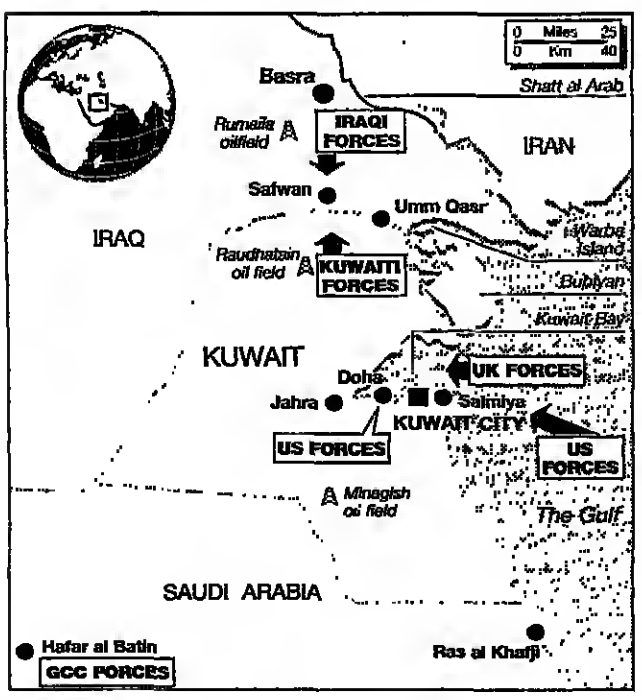 0 Miles 25
0 Km 40
Shatt al Arab
Basra
Rumaila
oilfield
IRAQI
FORCES
IRAN
Safwan
Umm Qasr
IRAQ
Warba
Island
Raudhatain
oil field
KUWAITI
FORCES
Bubiyan
Kuwait Bay
KUWAIT
Doha
UK FORCES
Jahra
Salmiya
KUWAIT CITY
US FORCES
US
FORCES
Minagish
oil field
The Gulf
SAUDI ARABIA
Hafar al Batin
GCC FORCES
Ras al Khafji